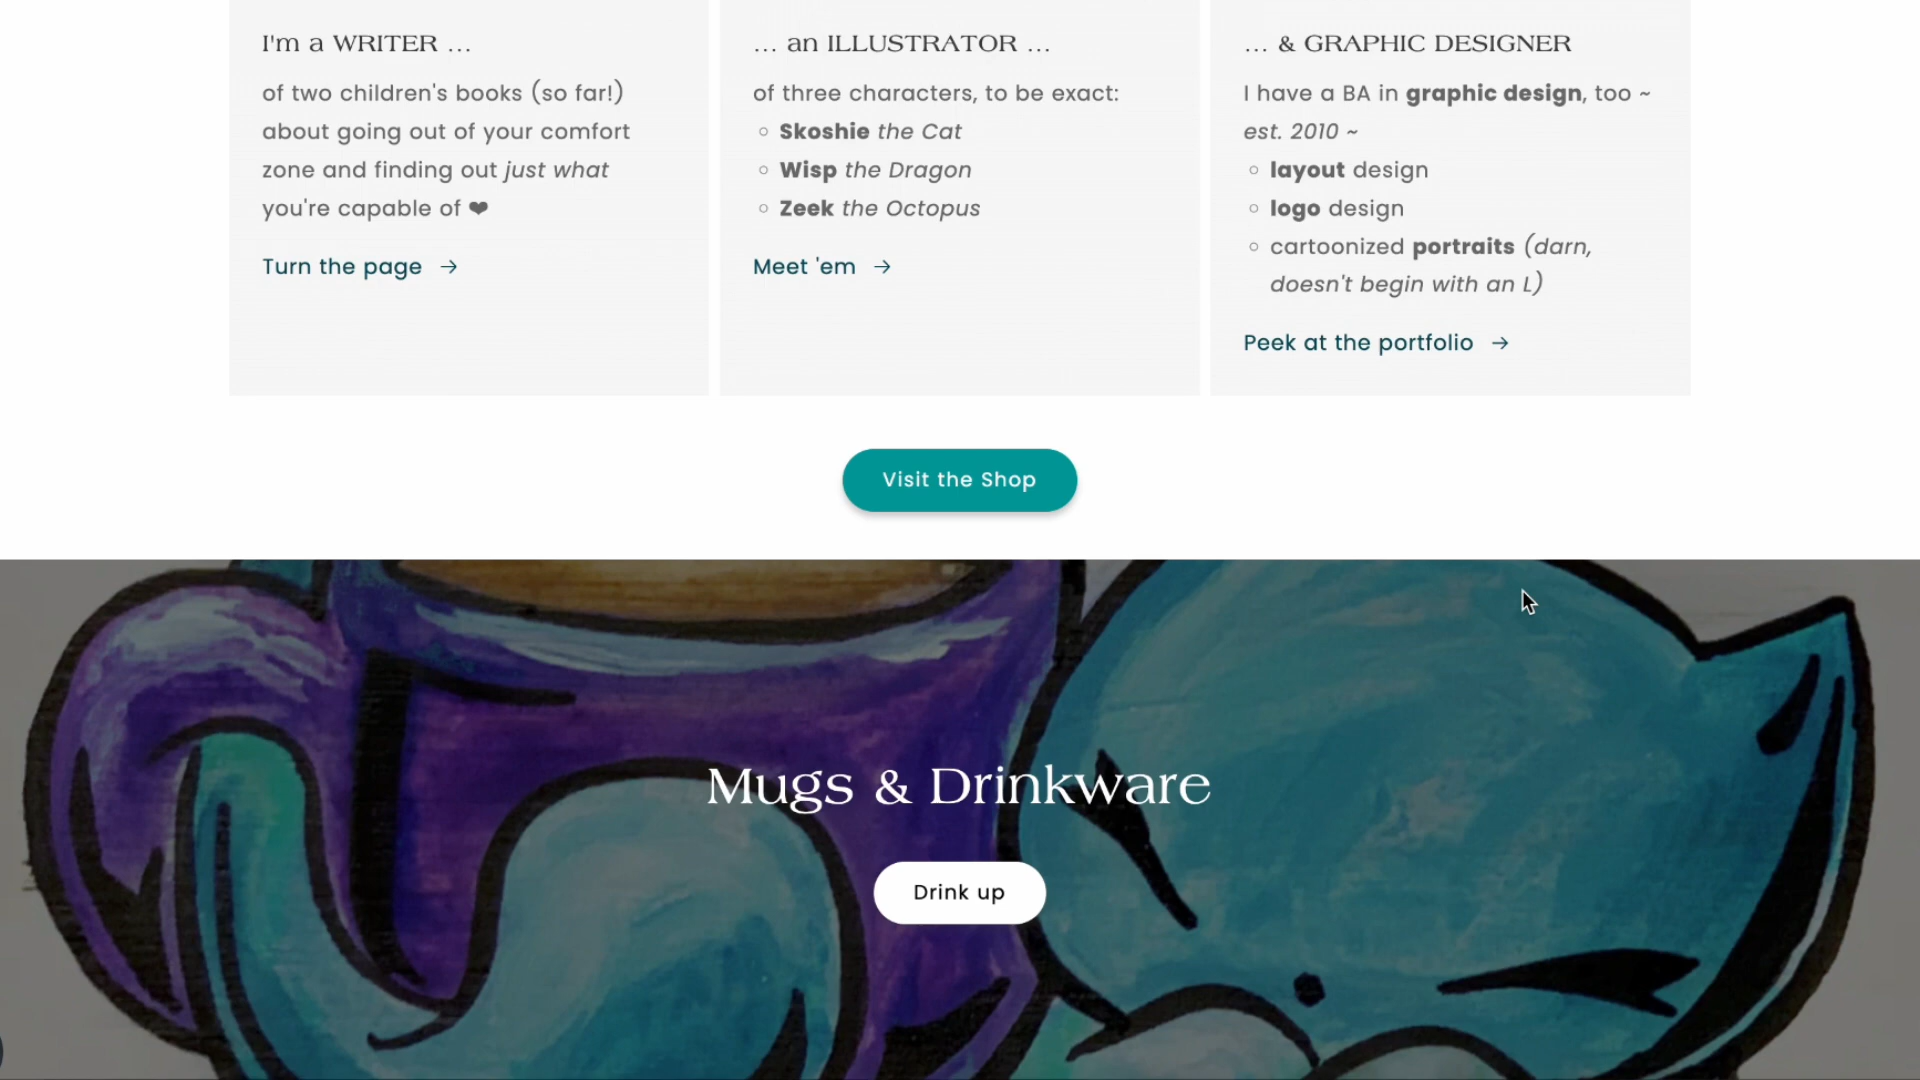 I'm a WRITER ...
of two children's books (so far!)
about going out of your comfort
zone and finding out just what
you're capable of ❤
Turn the page →
... an ILLUSTRATOR ...
of three characters, to be exact:
○ Skoshie the Cat
○ Wisp the Dragon
○ Zeek the Octopus
Meet 'em →
... & GRAPHIC DESIGNER
I have a BA in graphic design, too ~
est. 2010 ~
○ layout design
○ logo design
○ cartoonized portraits (darn,
doesn't begin with an L)
Peek at the portfolio →
Visit the Shop
Mugs & Drinkware
Drink up